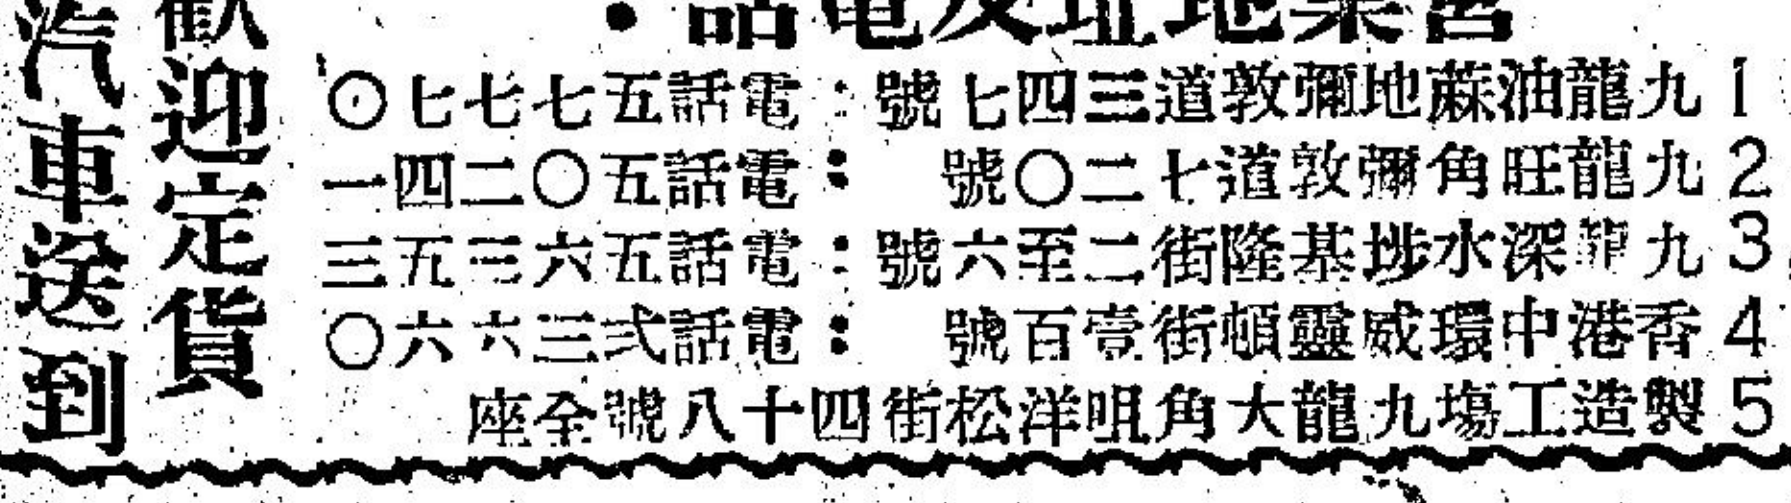 營業地址及電話：
1 九龍油蔴地彌敦道三四七號：電話五七七七〇
2 九龍旺角彌敦道七二〇號：電話五〇二四一
3 九龍深水埗基隆街二至六號：電話五六三五三
4 香港中環威靈頓街壹百號：電話弍三六六〇
5 製造工塲九龍大角咀洋松街四十八號全座
歡迎定貨
汽車送到